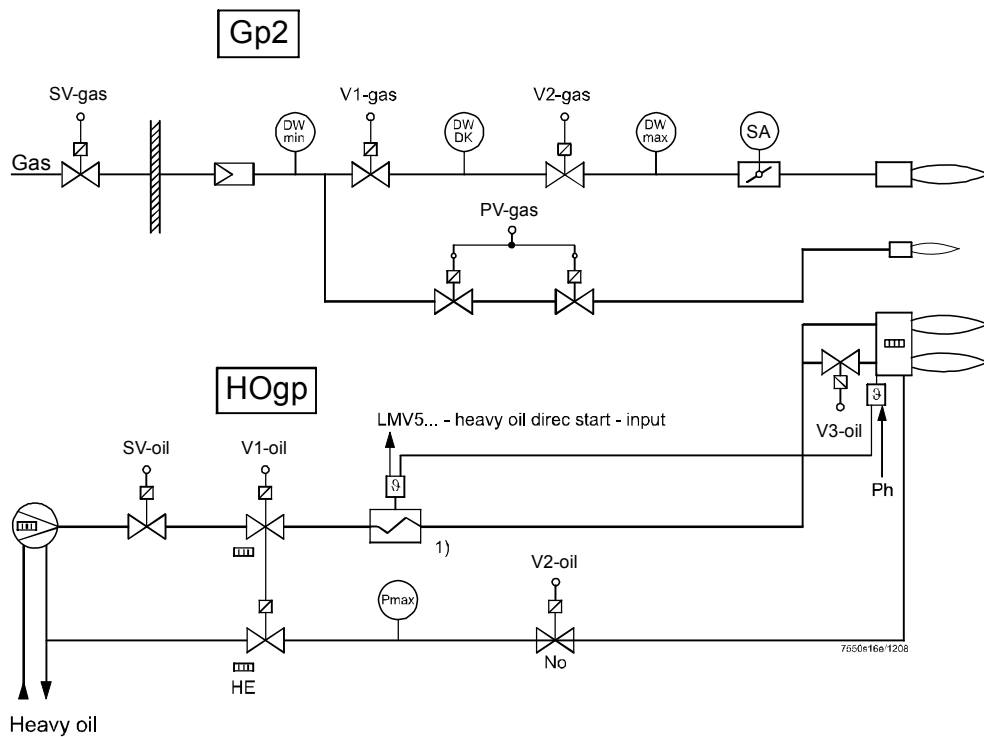 Gp2
SV-gas
V1-gas
V2-gas
DW
min
DW
DK
DW
max
SA
Gas
PV-gas
HOgp
LMV5... - heavy oil direc start - input
V3-oil
SV-oil
V1-oil
ϑ
ϑ
Ph
1)
V2-oil
Pmax
No
7550s16e/1208
HE
Heavy oil